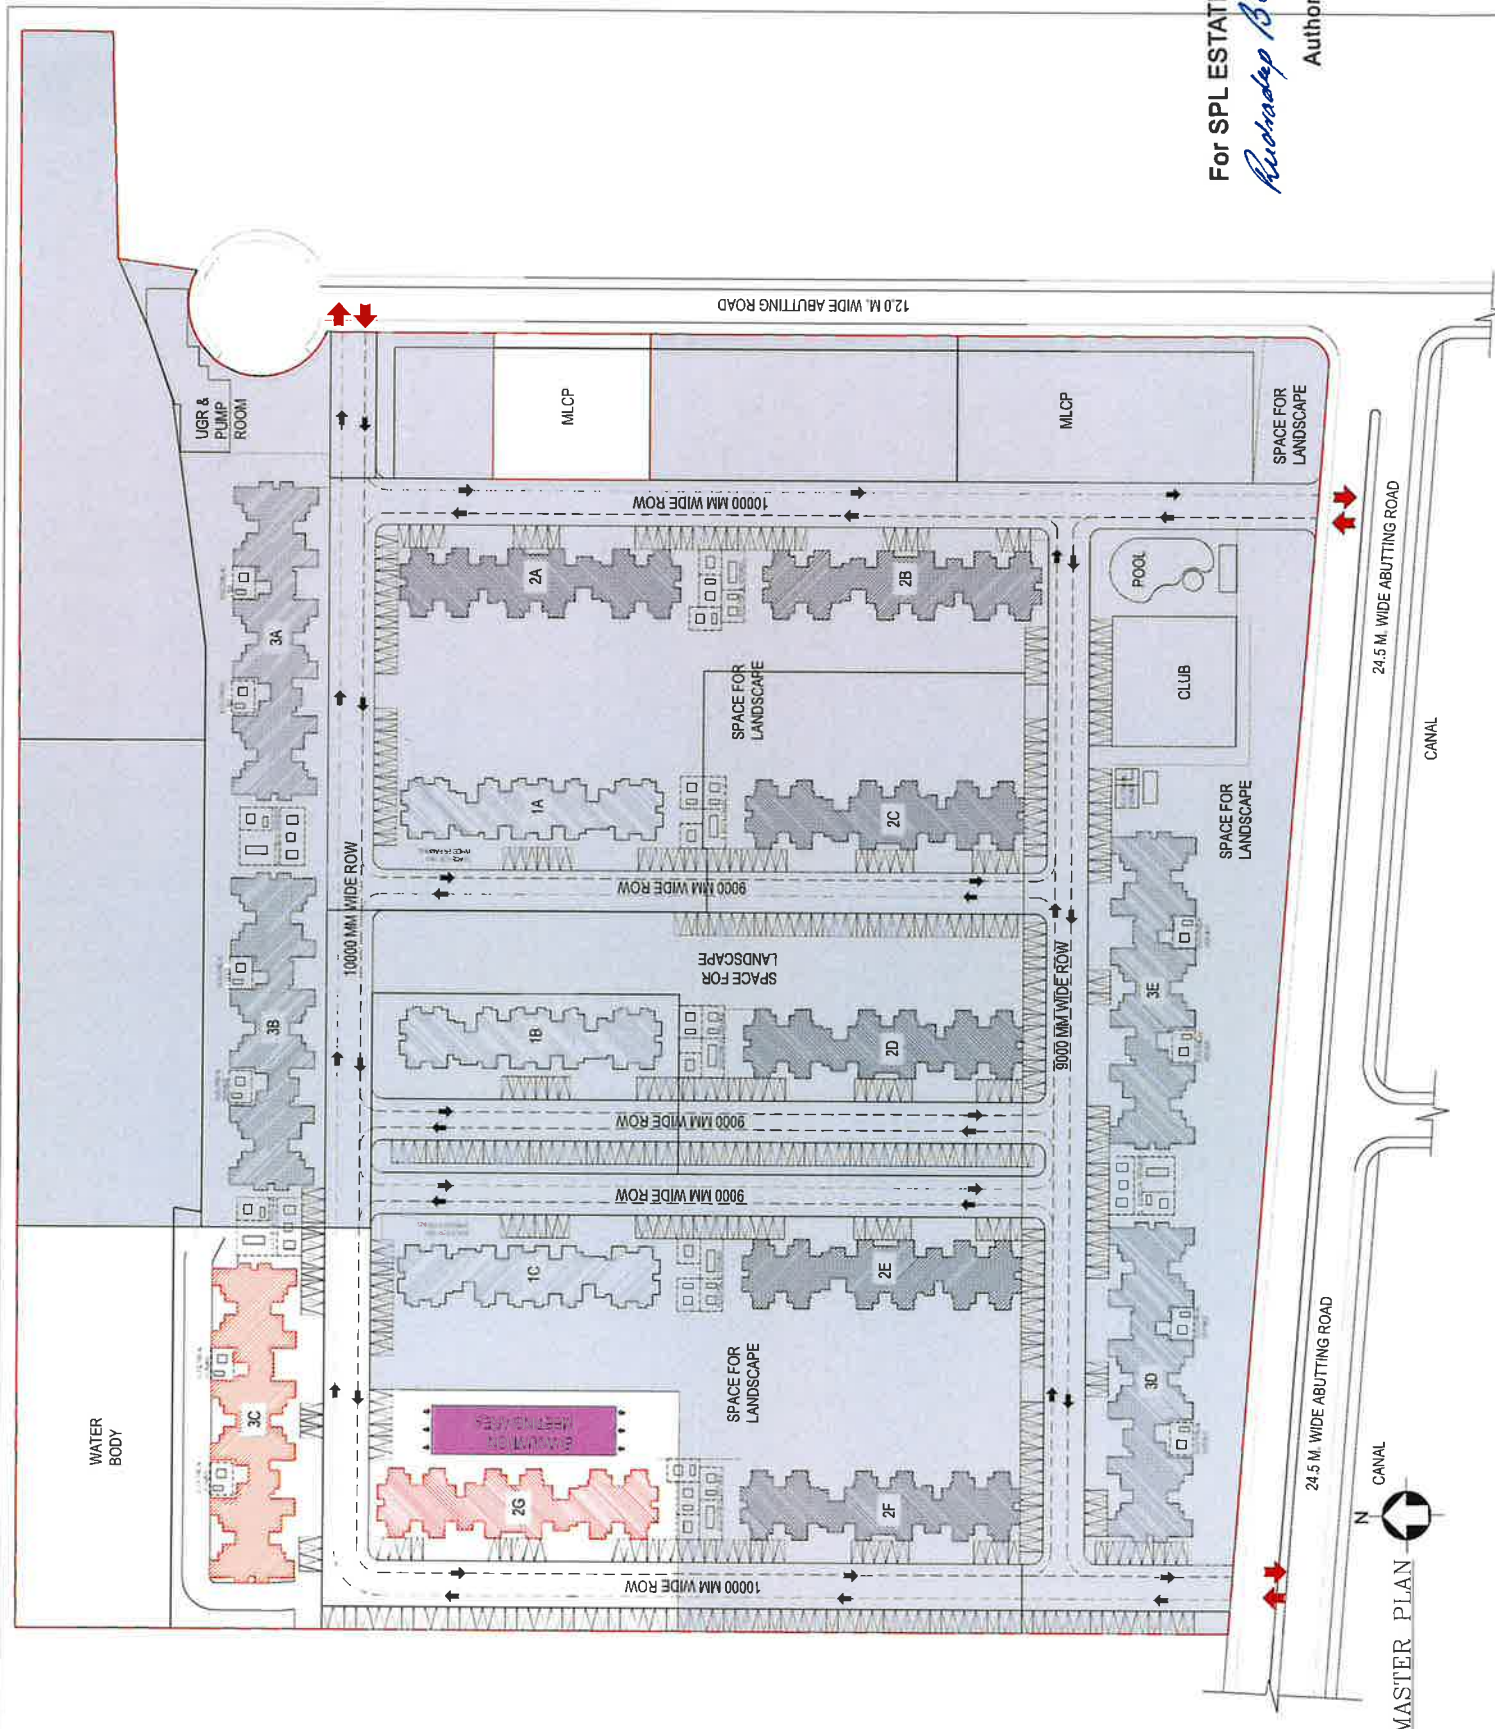 For SPL ESTAT
Author
12.0 M. WIDE ABUTTING ROAD
UGR &
PUMP
ROOM
MLCP
MLCP
SPACE FOR
LANDSCAPE
10000 MM WIDE ROW
3A
2A
2B
POOL
24.5 M. WIDE ABUTTING ROAD
SPACE FOR
LANDSCAPE
CLUB
CANAL
1A
2C
10000 MM WIDE ROW
9000 MM WIDE ROW
SPACE FOR
LANDSCAPE
3B
SPACE FOR
LANDSCAPE
9000 MM WIDE ROW
3E
1B
2D
9000 MM WIDE ROW
9000 MM WIDE ROW
1C
2E
WATER
BODY
3C
SPACE FOR
LANDSCAPE
3D
24.5 M. WIDE ABUTTING ROAD
2G
2F
CANAL
N
10000 MM WIDE ROW
MASTER PLAN